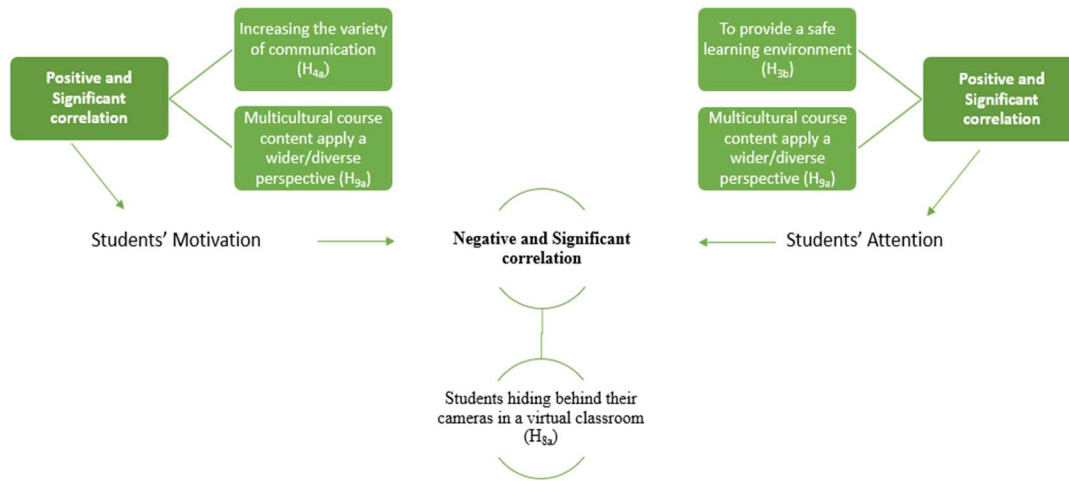 Positive and
Significant
correlation
Increasing the variety
of communication
(H4a)
Multicultural course
content apply a
wider/diverse
perspective (H9a)
To provide a safe
learning environment
(H3b)
Multicultural course
content apply a
wider/diverse
perspective (H9a)
Positive and
Significant
correlation
Students’ Motivation
Negative and Significant
correlation
Students’ Attention
Students hiding behind their
cameras in a virtual classroom
(H8a)